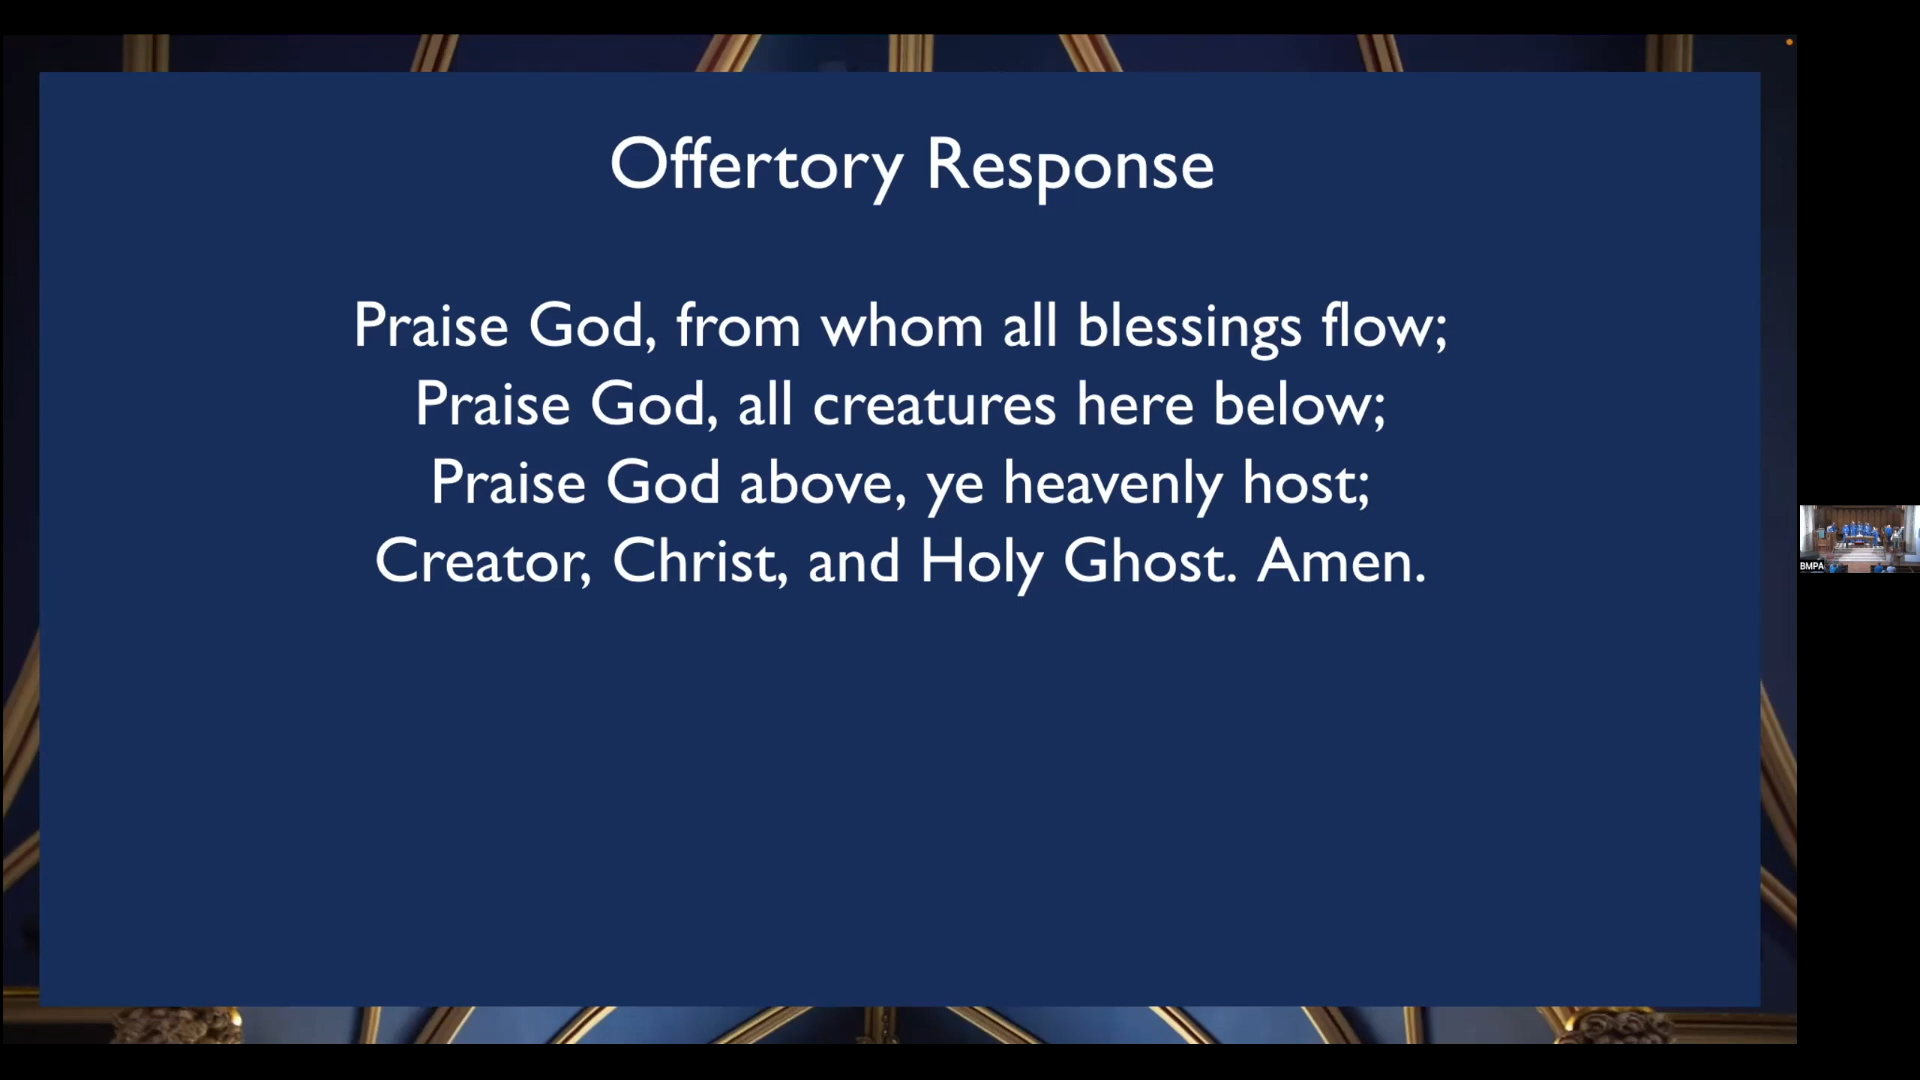 Offertory Response
Praise God, from whom all blessings flow;
Praise God, all creatures here below;
Praise God above, ye heavenly host;
Creator, Christ, and Holy Ghost. Amen.
BMPA